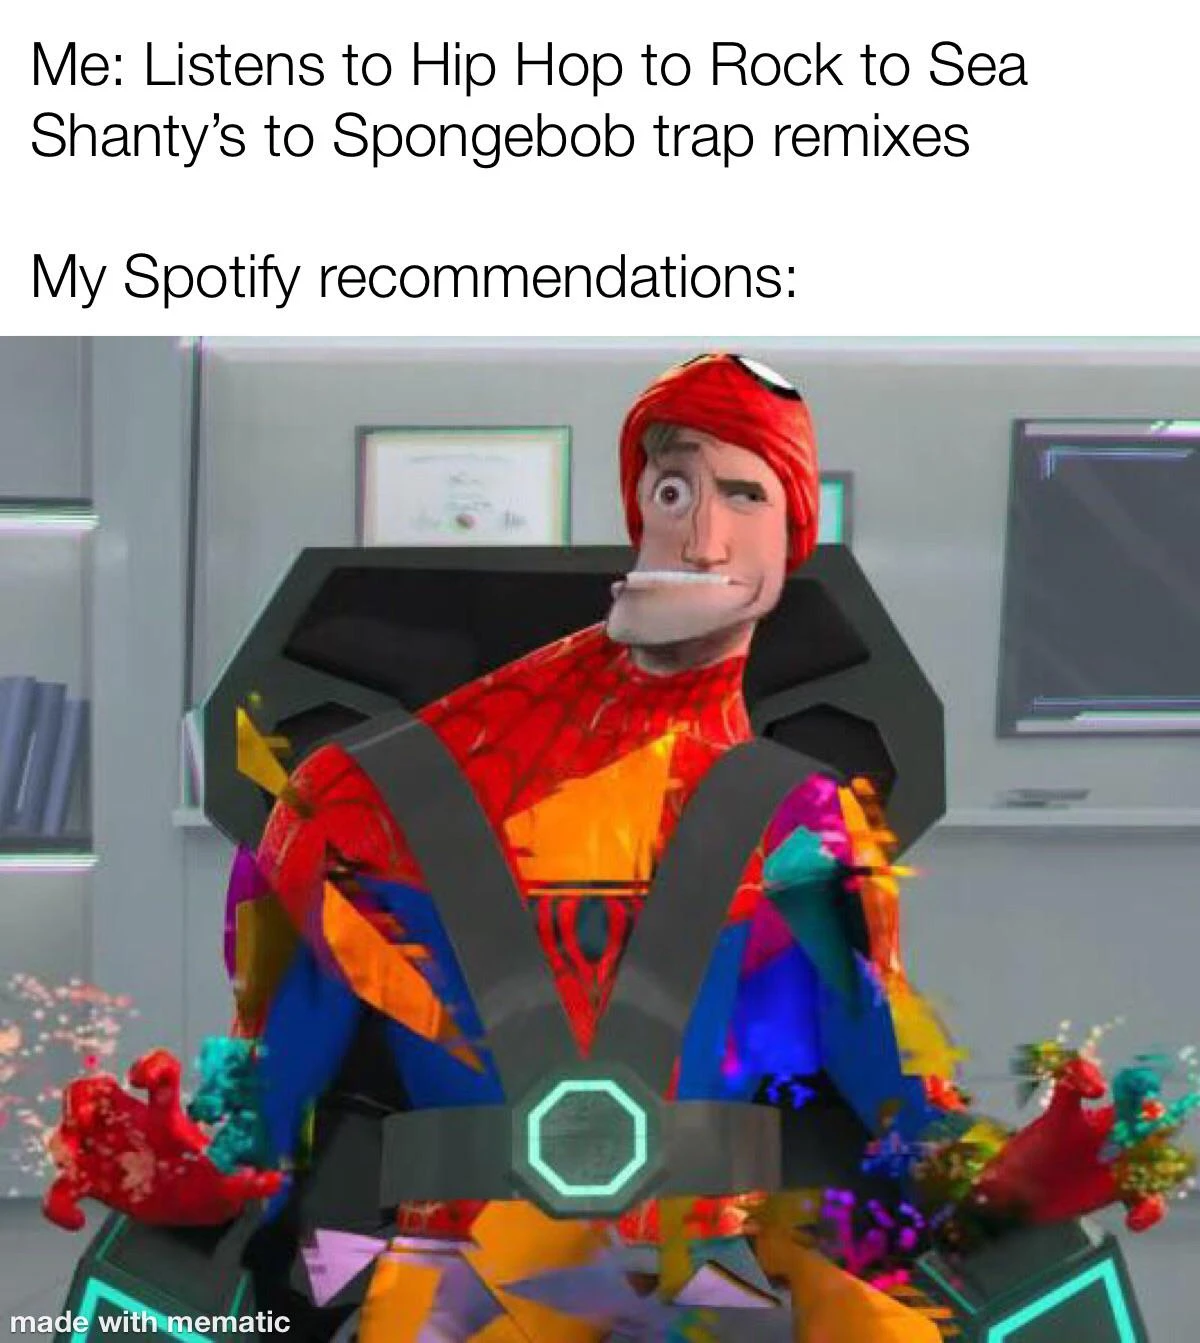 Me: Listens to Hip Hop to Rock to Sea
Shanty’s to Spongebob trap remixes
My Spotify recommendations:
made with mematic